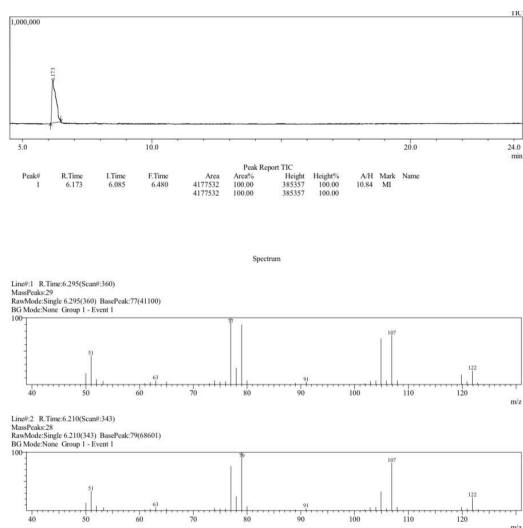 TIC
1,000,000
6.173
5.0 10.0 20.0 24.0
min
Peak Report TIC
Peak# R.Time I.Time F.Time Area Area% Height Height% A/H Mark Name
1 6.173 6.085 6.480 4177532 100.00 385357 100.00 10.84 MI
4177532 100.00 385357 100.00
Spectrum
Line#:1 R.Time:6.295(Scan#:360)
MassPeaks:29
RawMode:Single 6.295(360) BasePeak:77(41100)
BG Mode:None Group 1 - Event 1
100
77
107
51
122
63
91
40 50 60 70 80 90 100 110 120
m/z
Line#:2 R.Time:6.210(Scan#:343)
MassPeaks:28
RawMode:Single 6.210(343) BasePeak:79(68601)
BG Mode:None Group 1 - Event 1
100
79
107
51
122
63
91
40 50 60 70 80 90 100 110 120
m/z